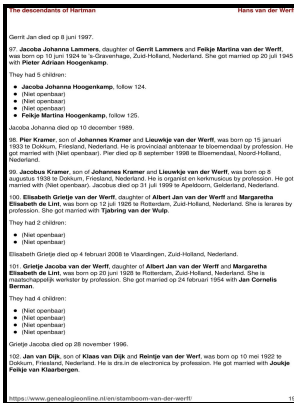 The descendants of Hartman Hans van der Werf
Gerrit Jan died op 8 juni 1997.
97. Jacoba Johanna Lammers, daughter of Gerrit Lammers and Feikje Martina van der Werff,
was born op 10 juni 1924 te 's-Gravenhage, Zuid-Holland, Nederland. She got married op 20 juli 1945
with Pieter Adriaan Hoogenkamp.
They had 5 children:
● Jacoba Johanna Hoogenkamp, follow 124.
● (Niet openbaar)
● (Niet openbaar)
● (Niet openbaar)
● Feikje Martina Hoogenkamp, follow 125.
Jacoba Johanna died op 10 december 1989.
98. Pier Kramer, son of Johannes Kramer and Lieuwkje van der Werff, was born op 15 januari
1933 te Dokkum, Friesland, Nederland. He is provinciaal ambtenaar te bloemendaal by profession. He
got married with (Niet openbaar). Pier died op 8 september 1998 te Bloemendaal, Noord-Holland,
Nederland.
99. Jacobus Kramer, son of Johannes Kramer and Lieuwkje van der Werff, was born op 8
augustus 1938 te Dokkum, Friesland, Nederland. He is organist en kerkmusicus by profession. He got
married with (Niet openbaar). Jacobus died op 31 juli 1999 te Apeldoorn, Gelderland, Nederland.
100. Elisabeth Grietje van der Werff, daughter of Albert Jan van der Werff and Margaretha
Elisabeth de Lint, was born op 12 juli 1926 te Rotterdam, Zuid-Holland, Nederland. She is lerares by
profession. She got married with Tjabring van der Wulp.
They had 2 children:
● (Niet openbaar)
● (Niet openbaar)
Elisabeth Grietje died op 4 februari 2008 te Vlaardingen, Zuid-Holland, Nederland.
101. Grietje Jacoba van der Werff, daughter of Albert Jan van der Werff and Margaretha
Elisabeth de Lint, was born op 20 juni 1928 te Rotterdam, Zuid-Holland, Nederland. She is
maatschappelijk werkster by profession. She got married op 24 februari 1954 with Jan Cornelis
Berman.
They had 4 children:
● (Niet openbaar)
● (Niet openbaar)
● (Niet openbaar)
● (Niet openbaar)
Grietje Jacoba died op 28 november 1996.
102. Jan van Dijk, son of Klaas van Dijk and Reintje van der Werf, was born op 10 mei 1922 te
Dokkum, Friesland, Nederland. He is drs.in de electronica by profession. He got married with Joukje
Feikje van Klaarbergen.
https://www.genealogieonline.nl/en/stamboom-van-der-werff/ 19